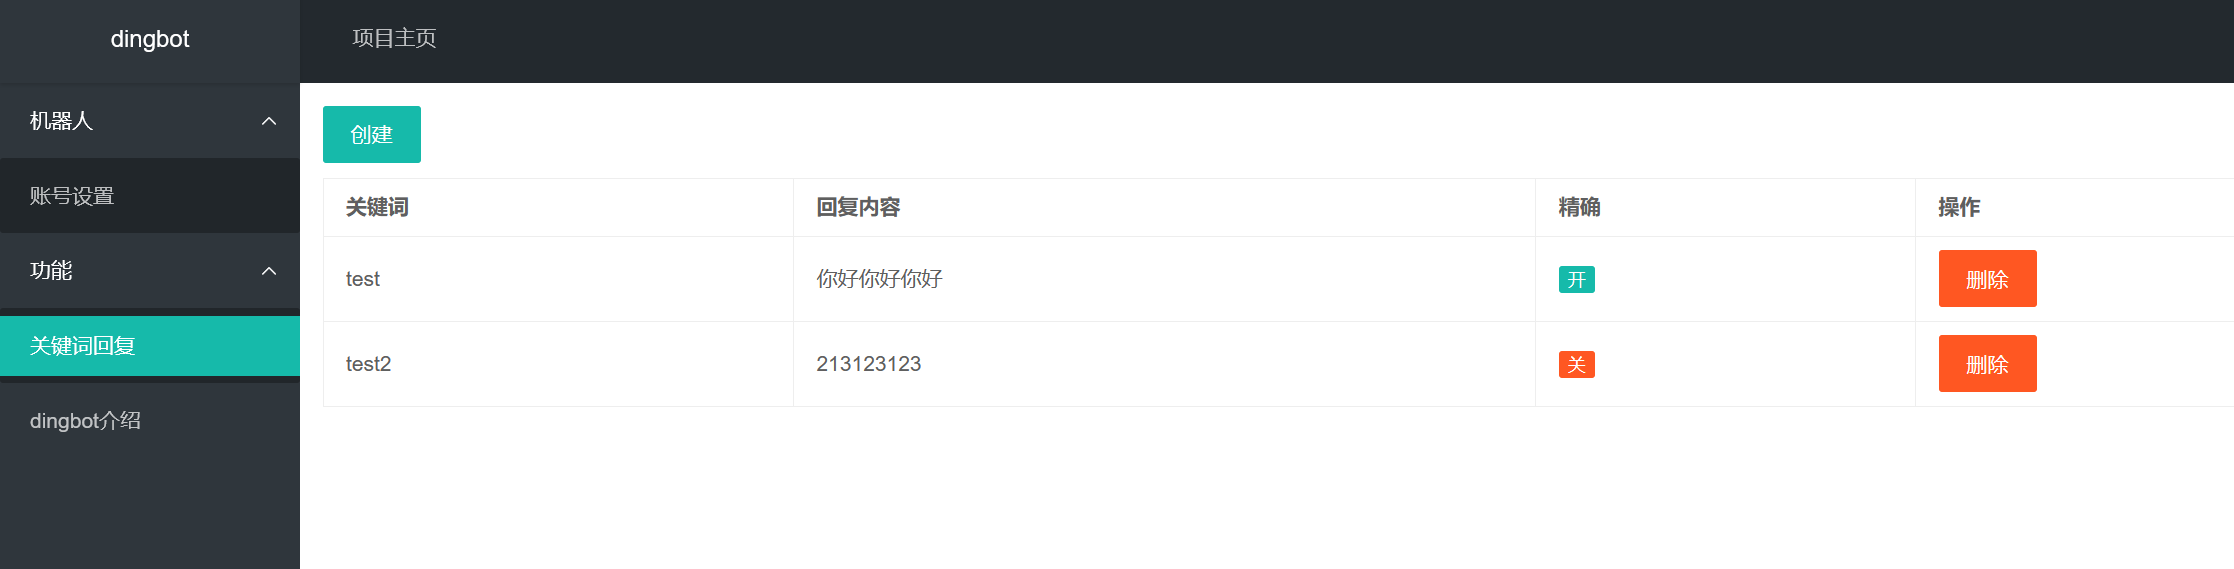 dingbot
项目主页
机器人
账号设置
功能
关键词回复
dingbot介绍
创建
关键词 回复内容 精确 操作
test 你好你好你好 开 删除
test2 213123123 关 删除